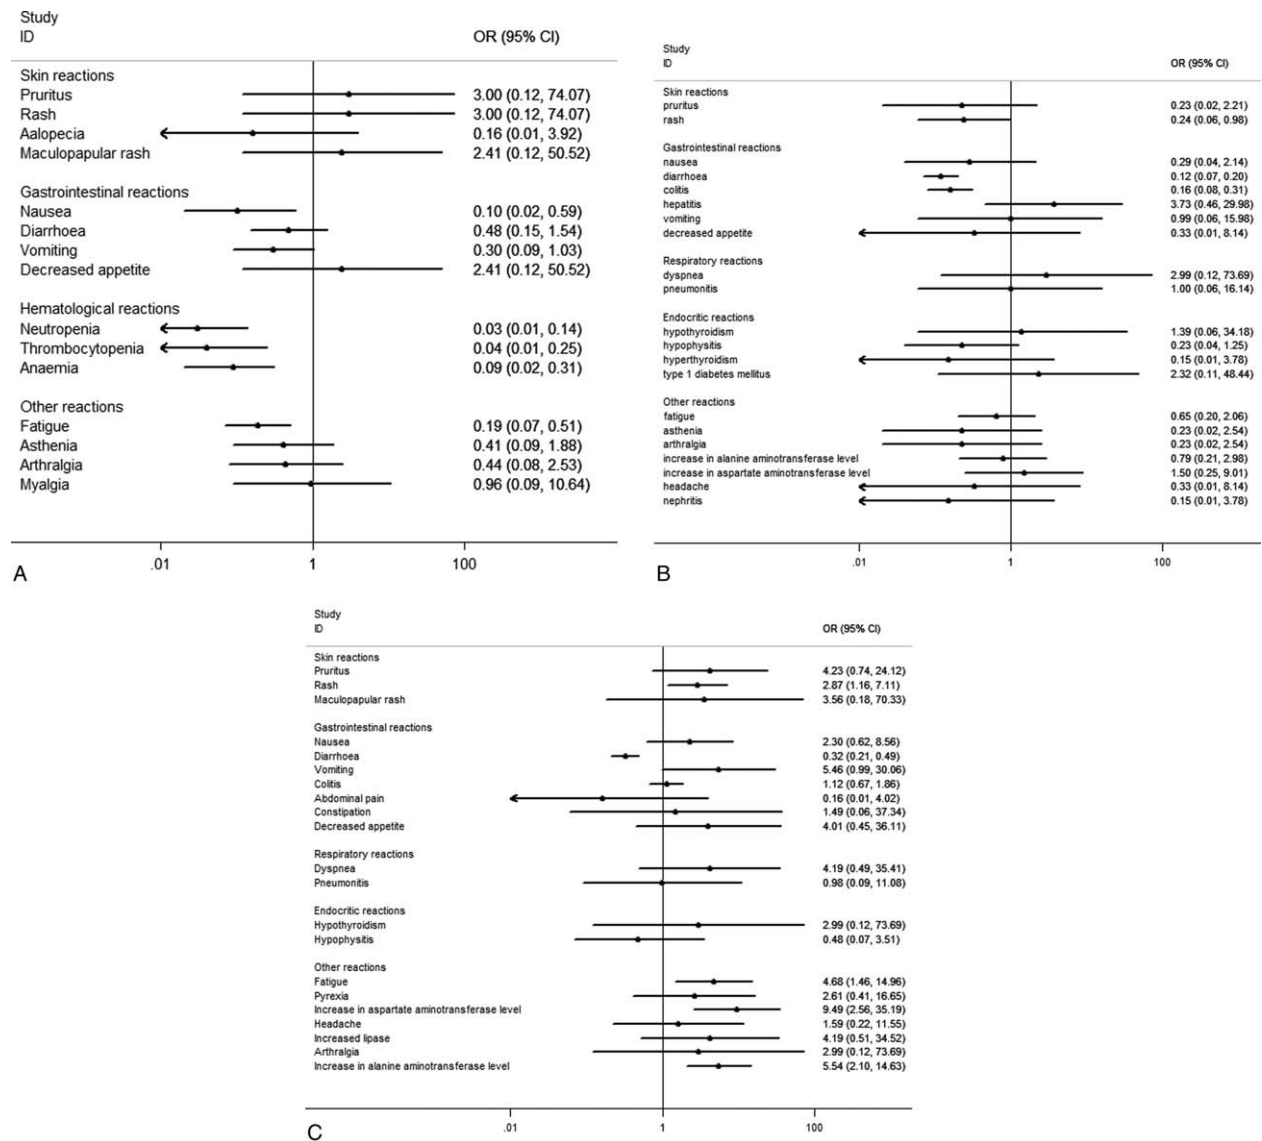 Study
ID OR (95% CI)
Skin reactions
Pruritus 3.00 (0.12, 74.07)
Rash 3.00 (0.12, 74.07)
Aalopecia 0.16 (0.01, 3.92)
Maculopapular rash 2.41 (0.12, 50.52)
Gastrointestinal reactions
Nausea 0.10 (0.02, 0.59)
Diarrhoea 0.48 (0.15, 1.54)
Vomiting 0.30 (0.09, 1.03)
Decreased appetite 2.41 (0.12, 50.52)
Hematological reactions
Neutropenia 0.03 (0.01, 0.14)
Thrombocytopenia 0.04 (0.01, 0.25)
Anaemia 0.09 (0.02, 0.31)
Other reactions
Fatigue 0.19 (0.07, 0.51)
Asthenia 0.41 (0.09, 1.88)
Arthralgia 0.44 (0.08, 2.53)
Myalgia 0.96 (0.09, 10.64)
.01 1 100
A
Study
ID OR (95% CI)
Skin reactions
pruritus 0.23 (0.02, 2.21)
rash 0.24 (0.06, 0.98)
Gastrointestinal reactions
nausea 0.29 (0.04, 2.14)
diarrhoea 0.12 (0.07, 0.20)
colitis 0.16 (0.08, 0.31)
hepatitis 3.73 (0.46, 29.98)
vomiting 0.99 (0.06, 15.98)
decreased appetite 0.33 (0.01, 8.14)
Respiratory reactions
dyspnea 2.99 (0.12, 73.69)
pneumonitis 1.00 (0.06, 16.14)
Endocritic reactions
hypothyroidism 1.39 (0.06, 34.18)
hypophysitis 0.23 (0.04, 1.25)
hyperthyroidism 0.15 (0.01, 3.78)
type 1 diabetes mellitus 2.32 (0.11, 48.44)
Other reactions
fatigue 0.65 (0.20, 2.06)
asthenia 0.23 (0.02, 2.54)
arthralgia 0.23 (0.02, 2.54)
increase in alanine aminotransferase level 0.79 (0.21, 2.98)
increase in aspartate aminotransferase level 1.50 (0.25, 9.01)
headache 0.33 (0.01, 8.14)
nephritis 0.15 (0.01, 3.78)
.01 1 100
B
Study
ID OR (95% CI)
Skin reactions
Pruritus 4.23 (0.74, 24.12)
Rash 2.87 (1.16, 7.11)
Maculopapular rash 3.56 (0.18, 70.33)
Gastrointestinal reactions
Nausea 2.30 (0.62, 8.56)
Diarrhoea 0.32 (0.21, 0.49)
Vomiting 5.46 (0.99, 30.06)
Colitis 1.12 (0.67, 1.86)
Abdominal pain 0.16 (0.01, 4.02)
Constipation 1.49 (0.06, 37.34)
Decreased appetite 4.01 (0.45, 36.11)
Respiratory reactions
Dyspnea 4.19 (0.49, 35.41)
Pneumonitis 0.98 (0.09, 11.08)
Endocritic reactions
Hypothyroidism 2.99 (0.12, 73.69)
Hypophysitis 0.48 (0.07, 3.51)
Other reactions
Fatigue 4.68 (1.46, 14.96)
Pyrexia 2.61 (0.41, 16.65)
Increase in aspartate aminotransferase level 9.49 (2.56, 35.19)
Headache 1.59 (0.22, 11.55)
Increased lipase 4.19 (0.51, 34.52)
Arthralgia 2.99 (0.12, 73.69)
Increase in alanine aminotransferase level 5.54 (2.10, 14.63)
.01 1 100
C